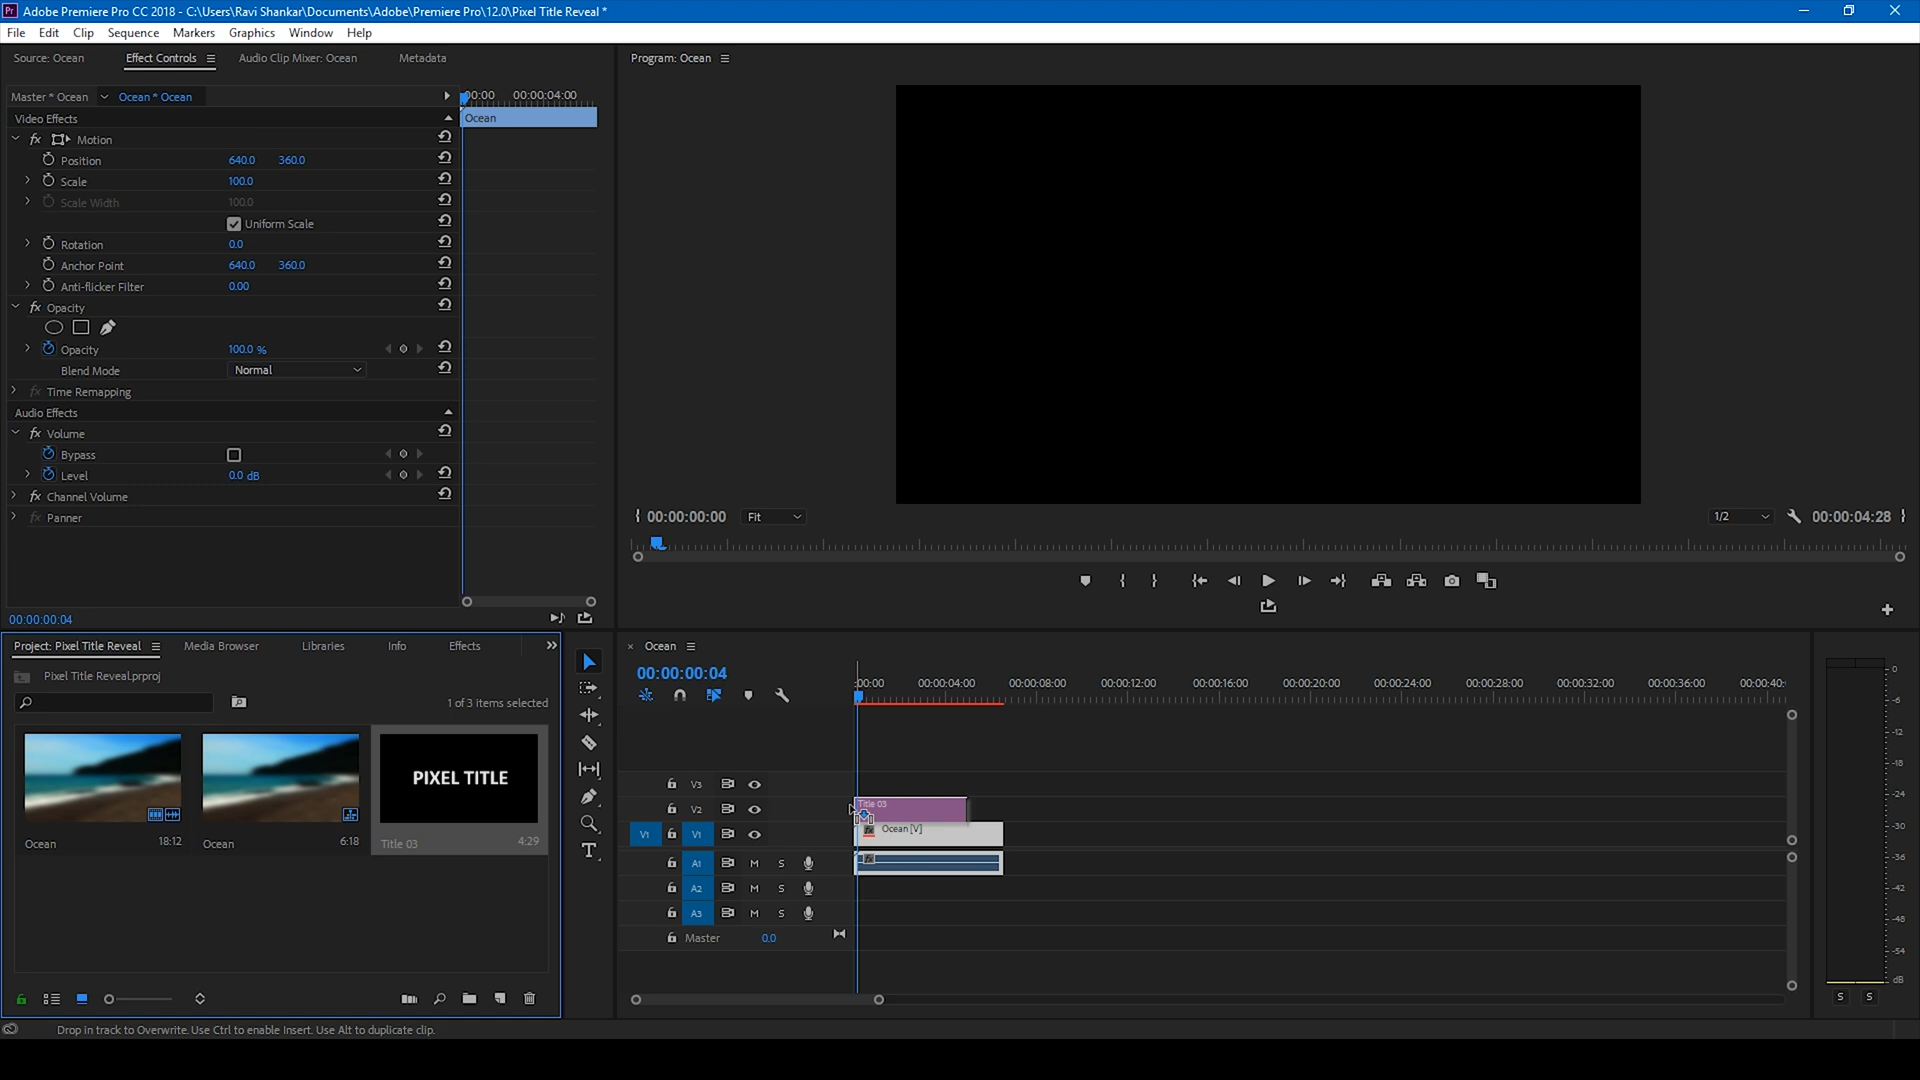 Adobe Premiere Pro CC 2018 - C:\Users\Ravi Shankar\Documents\Adobe\Premiere Pro\12.0\Pixel Title Reveal *
File Edit Clip Sequence Markers Graphics Window Help
Source: Ocean Effect Controls Audio Clip Mixer: Ocean Metadata
Program: Ocean
Master * Ocean Ocean * Ocean
:00:00 00:00:04:00
Video Effects
Ocean
fx Motion
Position 640.0 360.0
Scale 100.0
Scale Width 100.0
Uniform Scale
Rotation 0.0
Anchor Point 640.0 360.0
Anti-flicker Filter 0.00
fx Opacity
Opacity 100.0 %
Blend Mode Normal
fx Time Remapping
Audio Effects
fx Volume
Bypass
Level 0.0 dB
fx Channel Volume
fx Panner
00:00:00:04
00:00:00:00 Fit 1/2 00:00:04:28
Project: Pixel Title Reveal Media Browser Libraries Info Effects
Pixel Title Reveal.prproj
1 of 3 items selected
PIXEL TITLE
Ocean 18:12
Ocean 6:18
Title 03 4:29
Ocean
00:00:00:04
:00:00 00:00:04:00 00:00:08:00 00:00:12:00 00:00:16:00 00:00:20:00 00:00:24:00 00:00:28:00 00:00:32:00 00:00:36:00 00:00:40:
V3
V2 Title 03
V1 V1 fx Ocean [V]
A1 M S fx
A2 M S
A3 M S
Master 0.0
0
-6
-12
-18
-24
-30
-36
-42
-48
-54
dB
S S
Drop in track to Overwrite. Use Ctrl to enable Insert. Use Alt to duplicate clip.